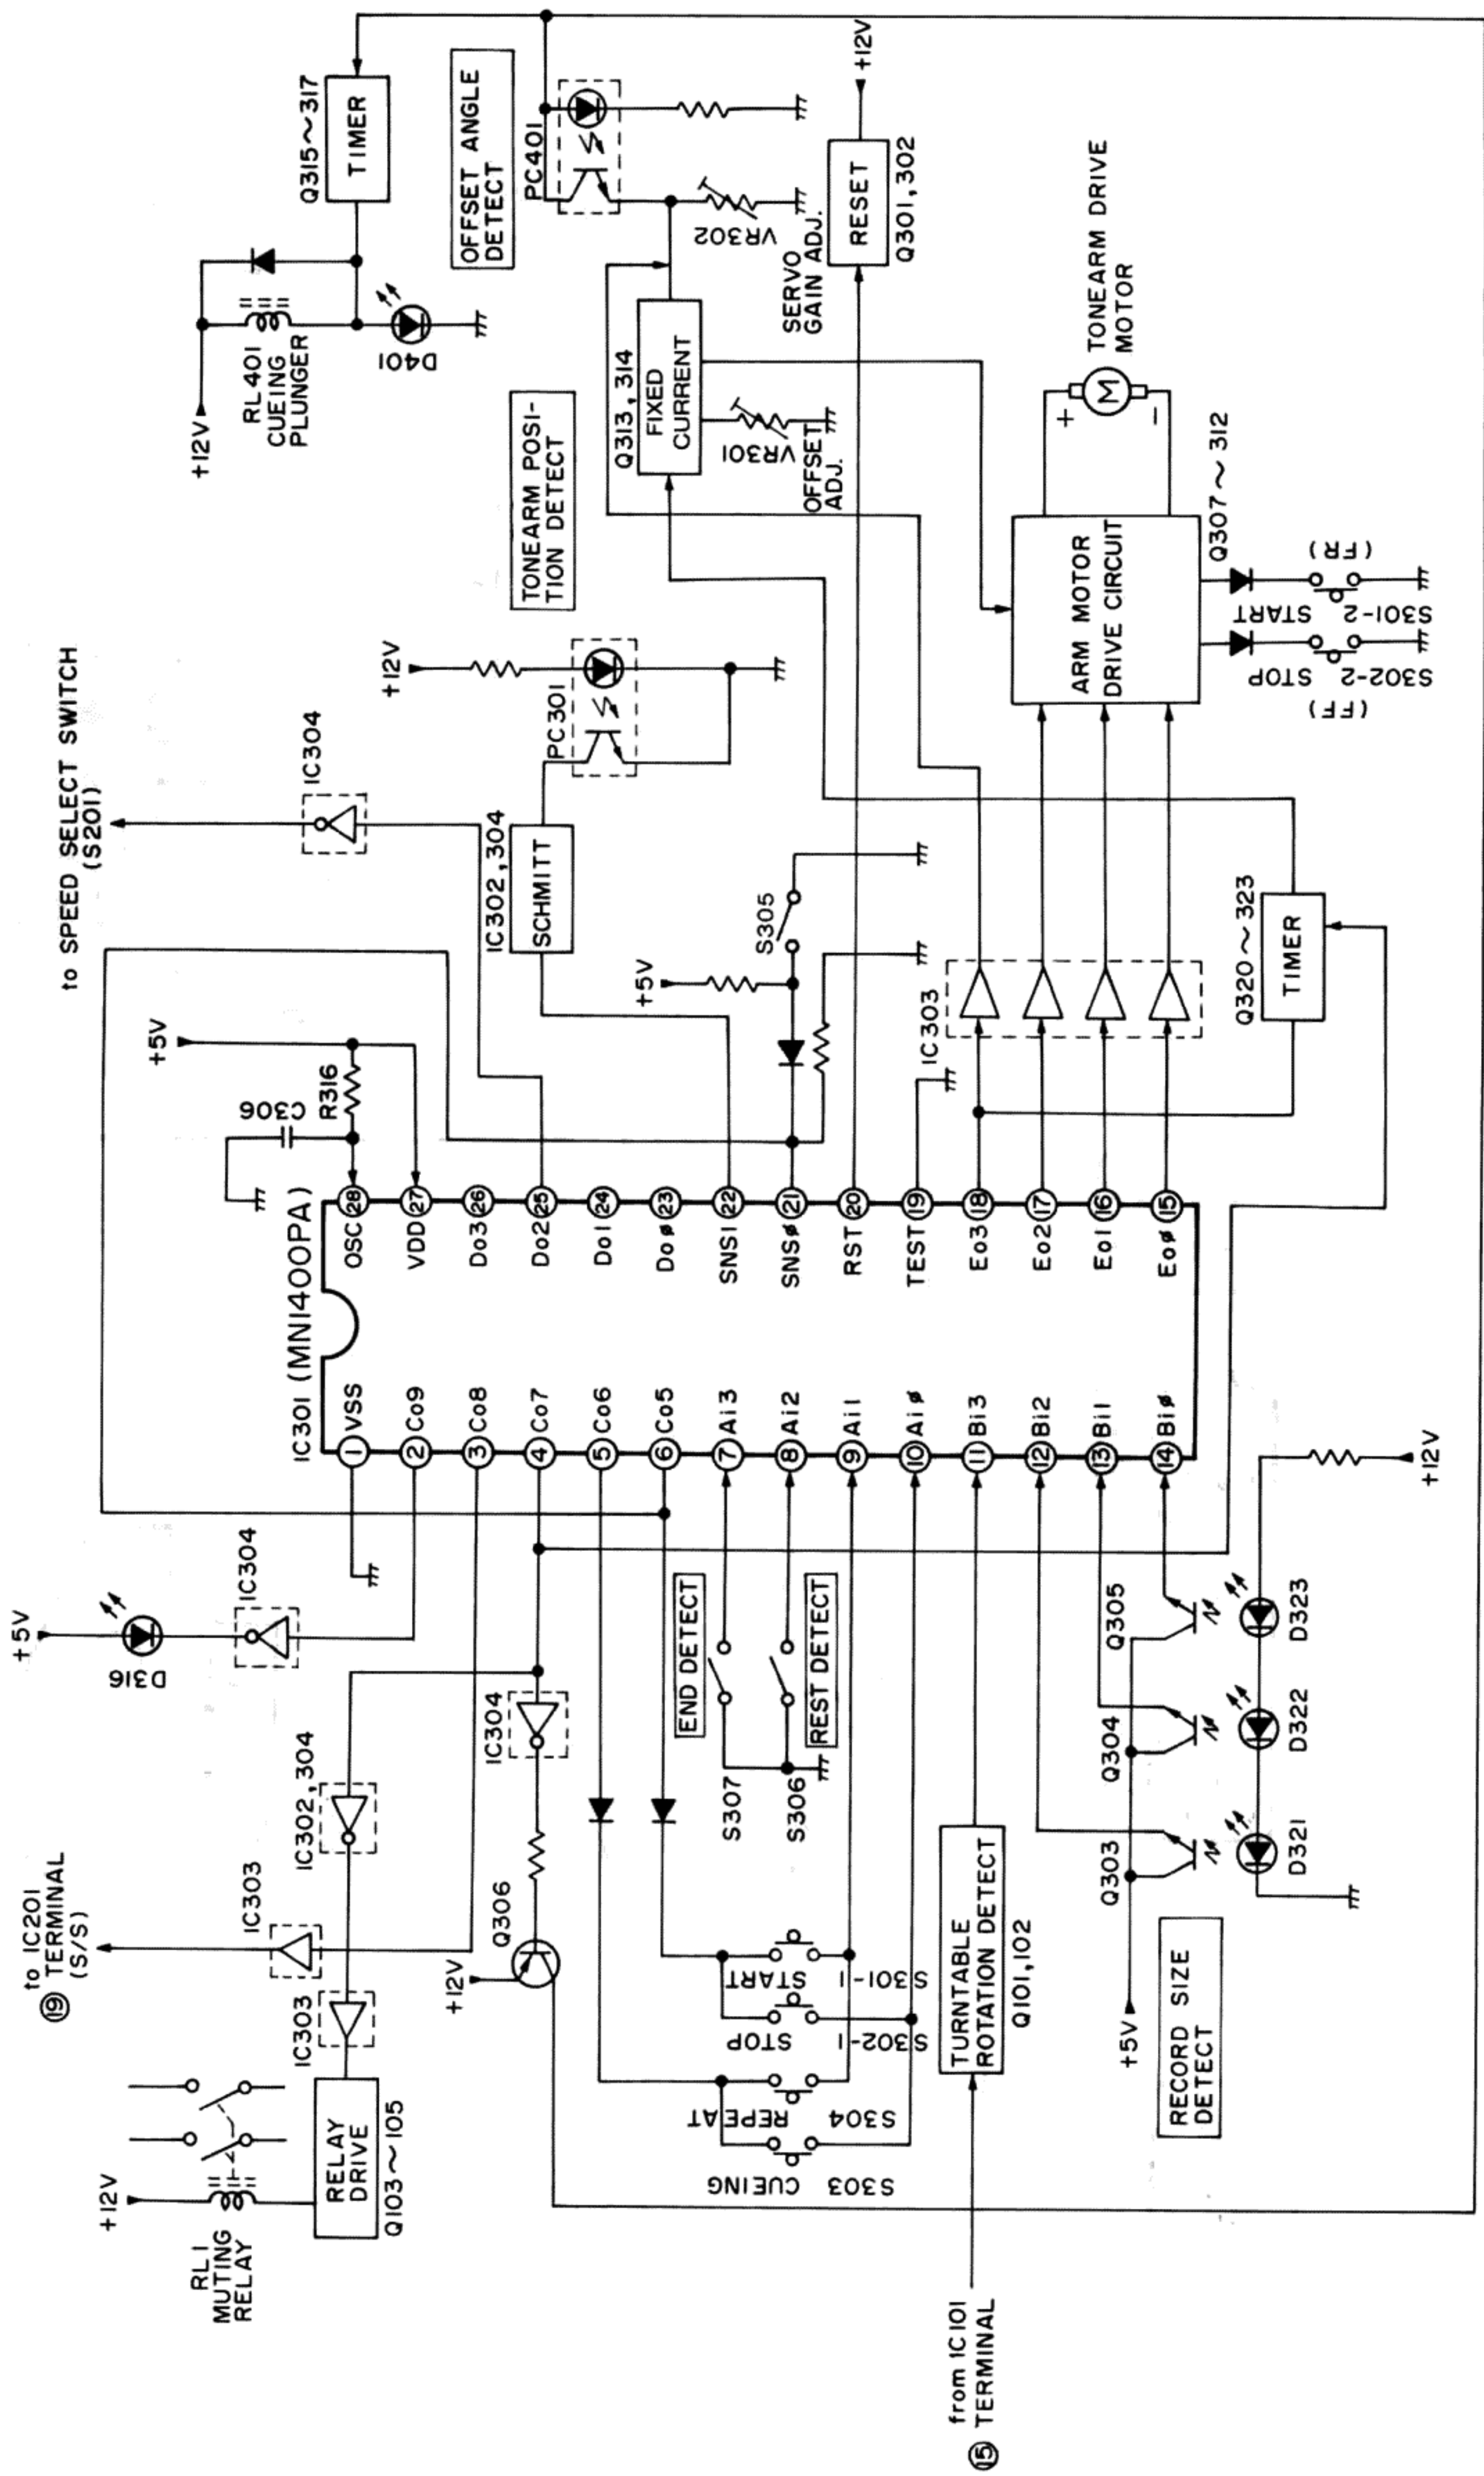 to SPEED SELECT SWITCH
(S201)
to IC201
⑲ TERMINAL
(S/S)
+12V
RL1
MUTING
RELAY
RELAY
DRIVE
Q103~105
IC303
IC303
IC302, 304
+5V
D316
IC304
IC304
+12V
Q306
IC301 (MN1400PA)
1 VSS
2 Co9
3 Co8
4 Co7
5 Co6
6 Co5
7 Ai3
8 Ai2
9 Ai1
10 Aiø
11 Bi3
12 Bi2
13 Bi1
14 Biø
OSC 28
VDD 27
Do3 26
Do2 25
Do1 24
Doø 23
SNS1 22
SNSø 21
RST 20
TEST 19
Eo3 18
Eo2 17
Eo1 16
Eoø 15
+5V
C306
R316
IC304
IC302, 304
SCHMITT
+12V
PC301
TONEARM POSI-
TION DETECT
+12V
RL401
CUEING
PLUNGER
D401
Q315~317
TIMER
OFFSET ANGLE
DETECT
PC401
VR302
SERVO
GAIN ADJ.
Q313, 314
FIXED
CURRENT
VR301
OFFSET
ADJ.
RESET
Q301, 302
+12V
TONEARM DRIVE
MOTOR
M
+
−
ARM MOTOR
DRIVE CIRCUIT
Q307~312
S301-2 START
(FR)
S302-2 STOP
(FF)
+5V
S305
IC303
Q320~323
TIMER
END DETECT
S307
REST DETECT
S306
START
S301-1
STOP
S302-1
REPEAT
S304
S303 CUEING
from IC101
⑮ TERMINAL
TURNTABLE
ROTATION DETECT
Q101, 102
+5V
RECORD SIZE
DETECT
Q303
Q304
Q305
D321
D322
D323
+12V